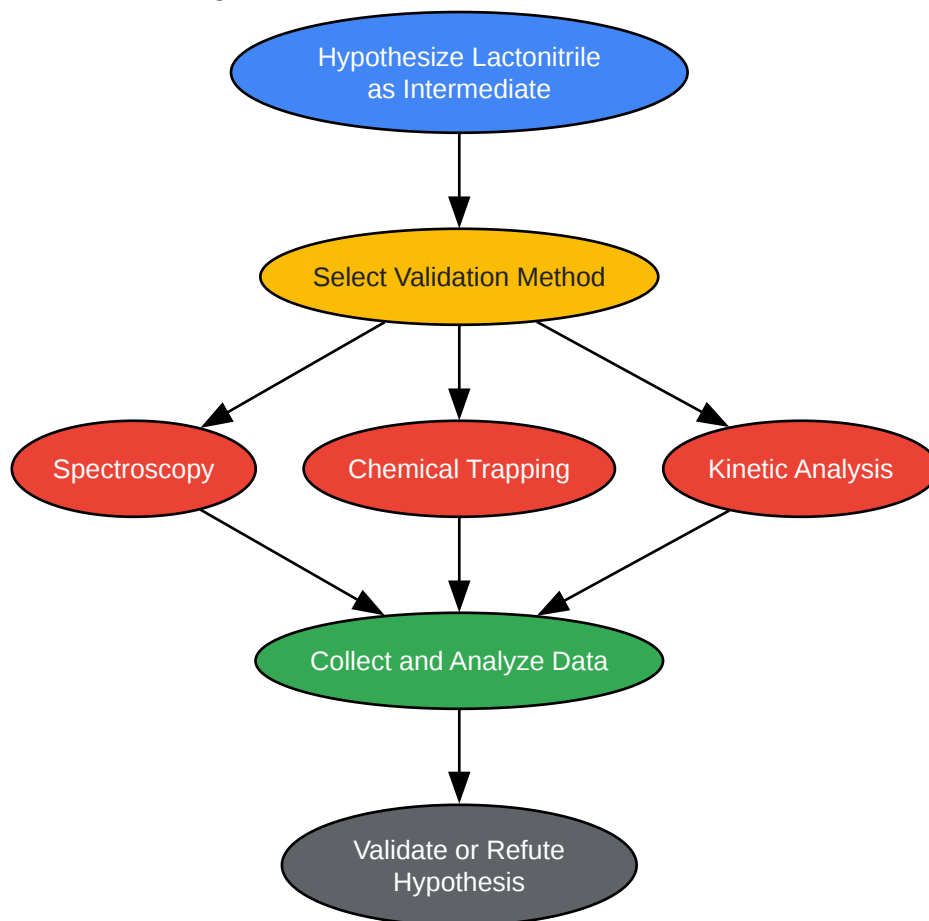 Hypothesize Lactonitrile
as Intermediate
Select Validation Method
Spectroscopy
Chemical Trapping
Kinetic Analysis
Collect and Analyze Data
Validate or Refute
Hypothesis